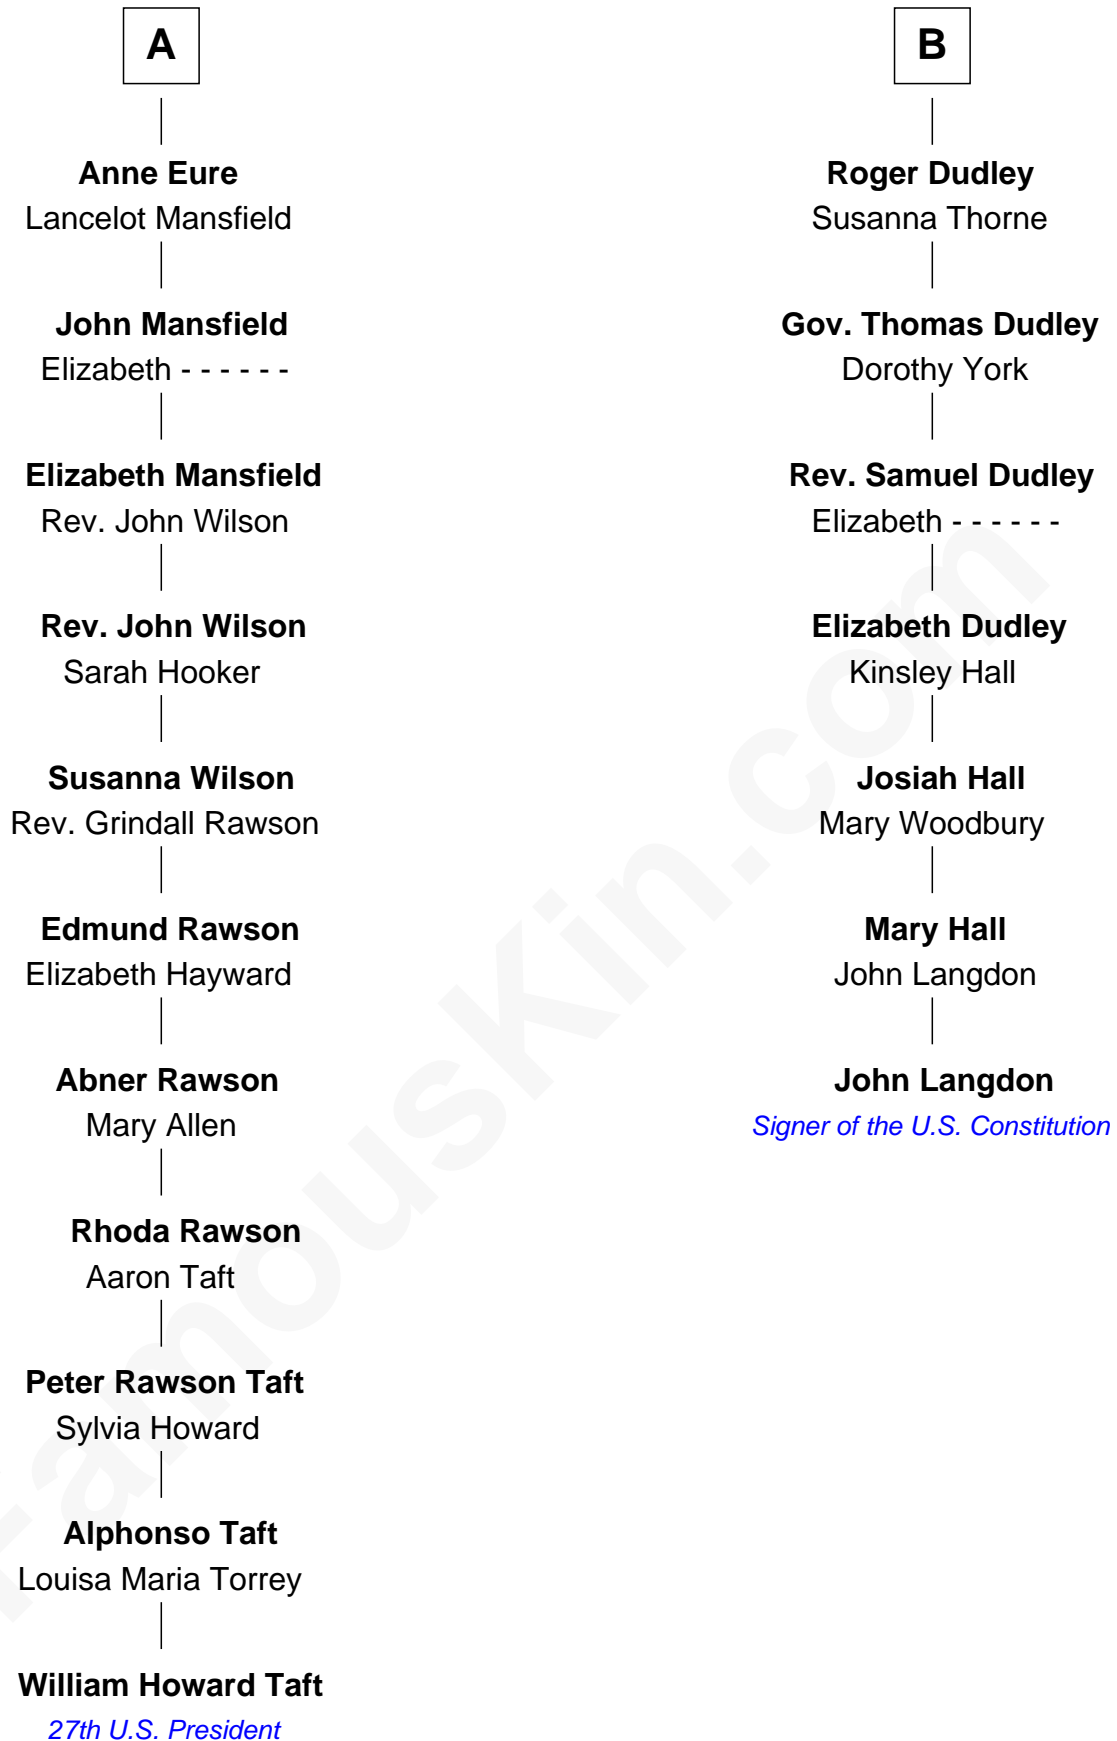 A
Anne Eure
Lancelot Mansfield
John Mansfield
Elizabeth - - - - - -
Elizabeth Mansfield
Rev. John Wilson
Rev. John Wilson
Sarah Hooker
Susanna Wilson
Rev. Grindall Rawson
Edmund Rawson
Elizabeth Hayward
Abner Rawson
Mary Allen
Rhoda Rawson
Aaron Taft
Peter Rawson Taft
Sylvia Howard
Alphonso Taft
Louisa Maria Torrey
William Howard Taft
27th U.S. President
B
Roger Dudley
Susanna Thorne
Gov. Thomas Dudley
Dorothy York
Rev. Samuel Dudley
Elizabeth - - - - - -
Elizabeth Dudley
Kinsley Hall
Josiah Hall
Mary Woodbury
Mary Hall
John Langdon
John Langdon
Signer of the U.S. Constitution
FamousKin.com